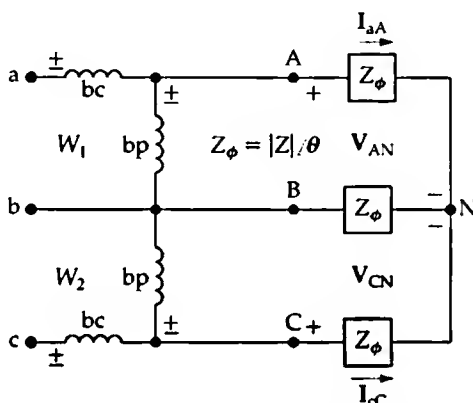 I_aA
a ± bc A + Z_ϕ
±
W_1 bp Z_ϕ = |Z| /θ V_AN
b B Z_ϕ − N
−
W_2 bp V_CN
c ± bc ± C + Z_ϕ
I_cC